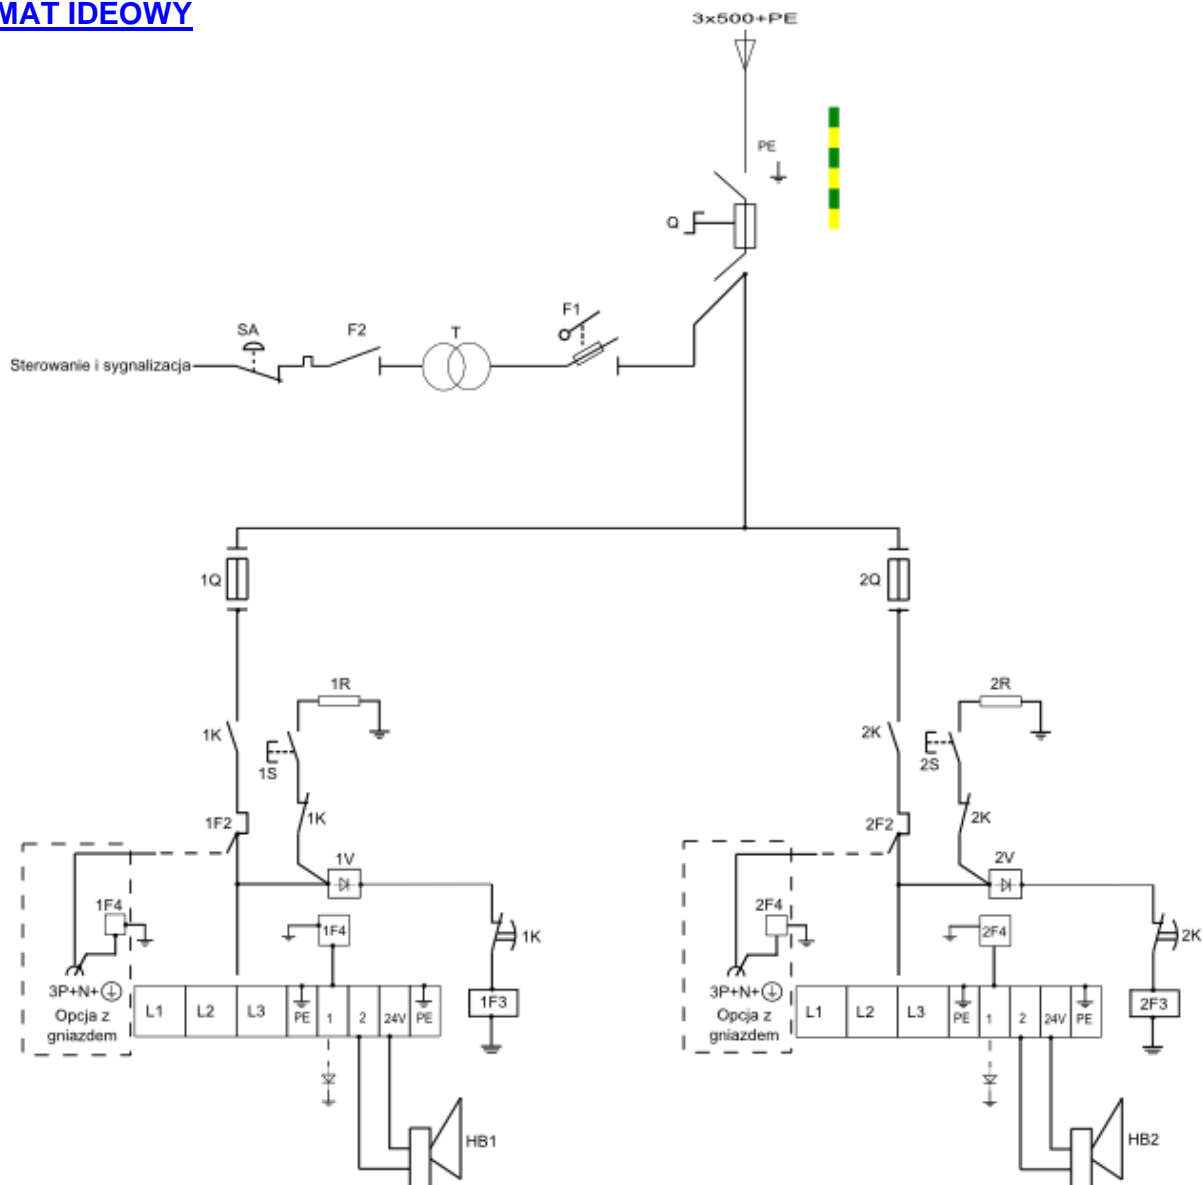 MAT IDEOWY
3x500+PE
PE
Q
F1
SA
F2
T
Sterowanie i sygnalizacja
1Q
2Q
1R
2R
1K
2K
1S
2S
1F2
1K
2F2
2K
1V
2V
1F4
1F4
1K
2F4
2F4
2K
3P+N+
Opcja z
gniazdem
L1
L2
L3
PE
1
2
24V
PE
1F3
3P+N+
Opcja z
gniazdem
L1
L2
L3
PE
1
2
24V
PE
2F3
HB1
HB2